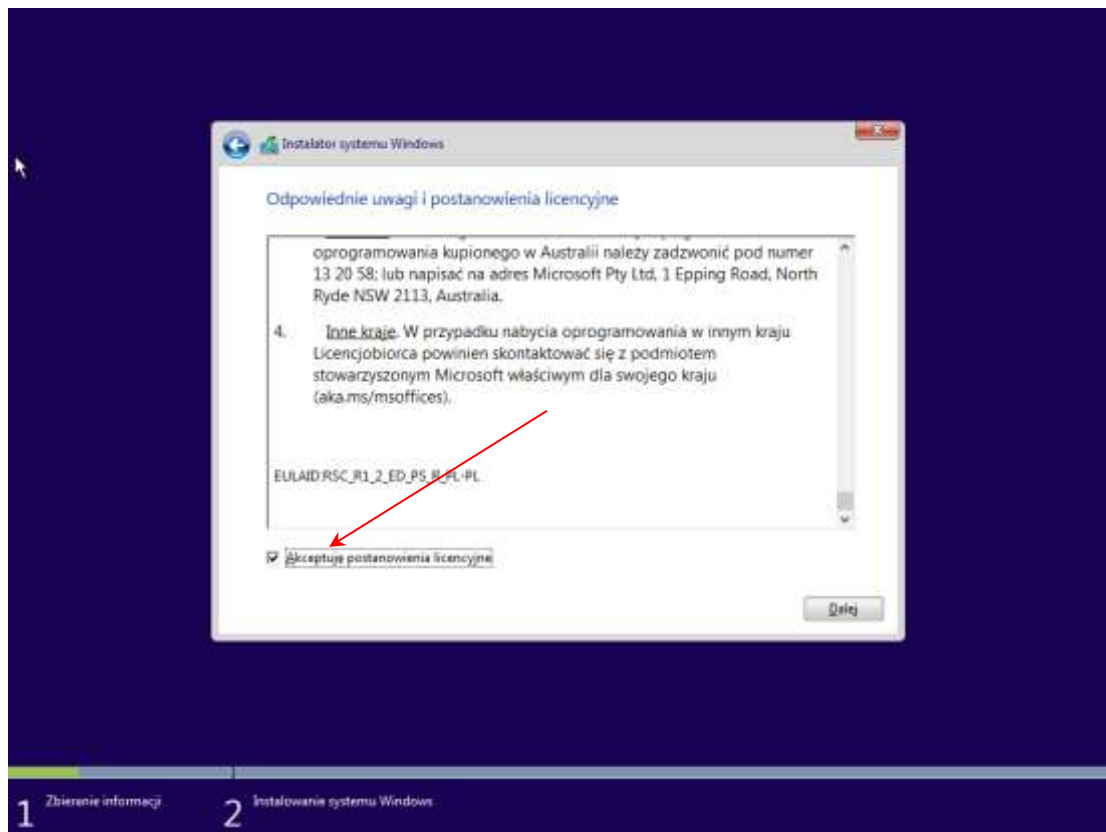 Instalator systemu Windows
Odpowiednie uwagi i postanowienia licencyjne
oprogramowania kupionego w Australii należy zadzwonić pod numer
13 20 58; lub napisać na adres Microsoft Pty Ltd, 1 Epping Road, North
Ryde NSW 2113, Australia.
4. Inne kraje. W przypadku nabycia oprogramowania w innym kraju
Licencjobiorca powinien skontaktować się z podmiotem
stowarzyszonym Microsoft właściwym dla swojego kraju
(aka.ms/msoffices).
EULAID:RSC_R1_2_ED_PS_R_PL-PL
Akceptuję postanowienia licencyjne
Dalej
1 Zbieranie informacji
2 Instalowanie systemu Windows